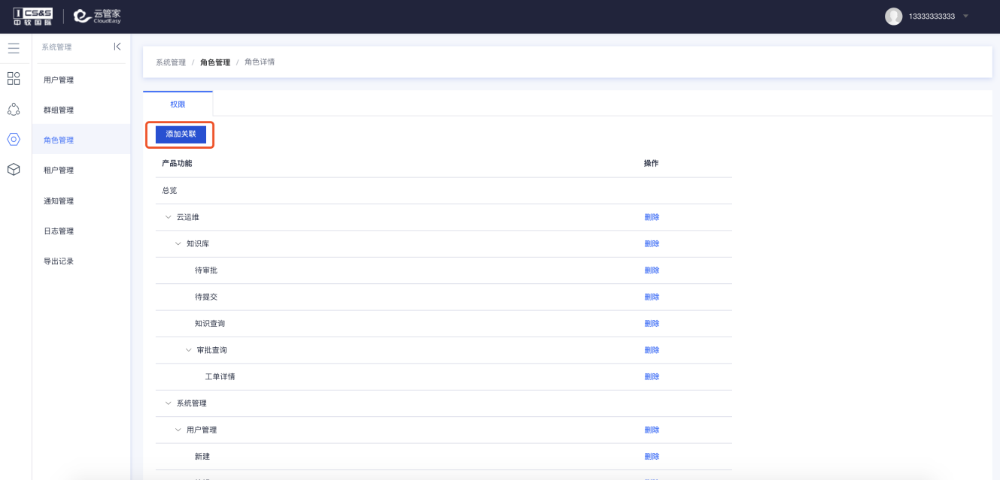 ICS&S
中软国际
云管家
CloudEasy
13333333333
系统管理
用户管理
群组管理
角色管理
租户管理
通知管理
日志管理
导出记录
系统管理 / 角色管理 / 角色详情
权限
添加关联
产品功能 操作
总览
云运维 删除
知识库 删除
待审批 删除
待提交 删除
知识查询 删除
审批查询 删除
工单详情 删除
系统管理
用户管理 删除
新建 删除